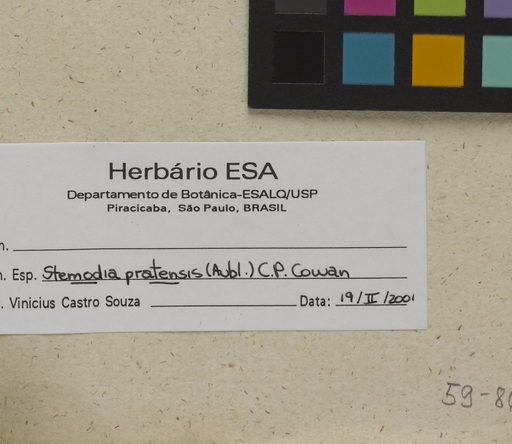 Herbário ESA
Departamento de Botânica-ESALQ/USP
Piracicaba, São Paulo, BRASIL
n.
n. Esp. Stemodia pratensis (Aubl.) C.P. Cowan
. Vinicius Castro Souza Data: 19/II/2001
59-8